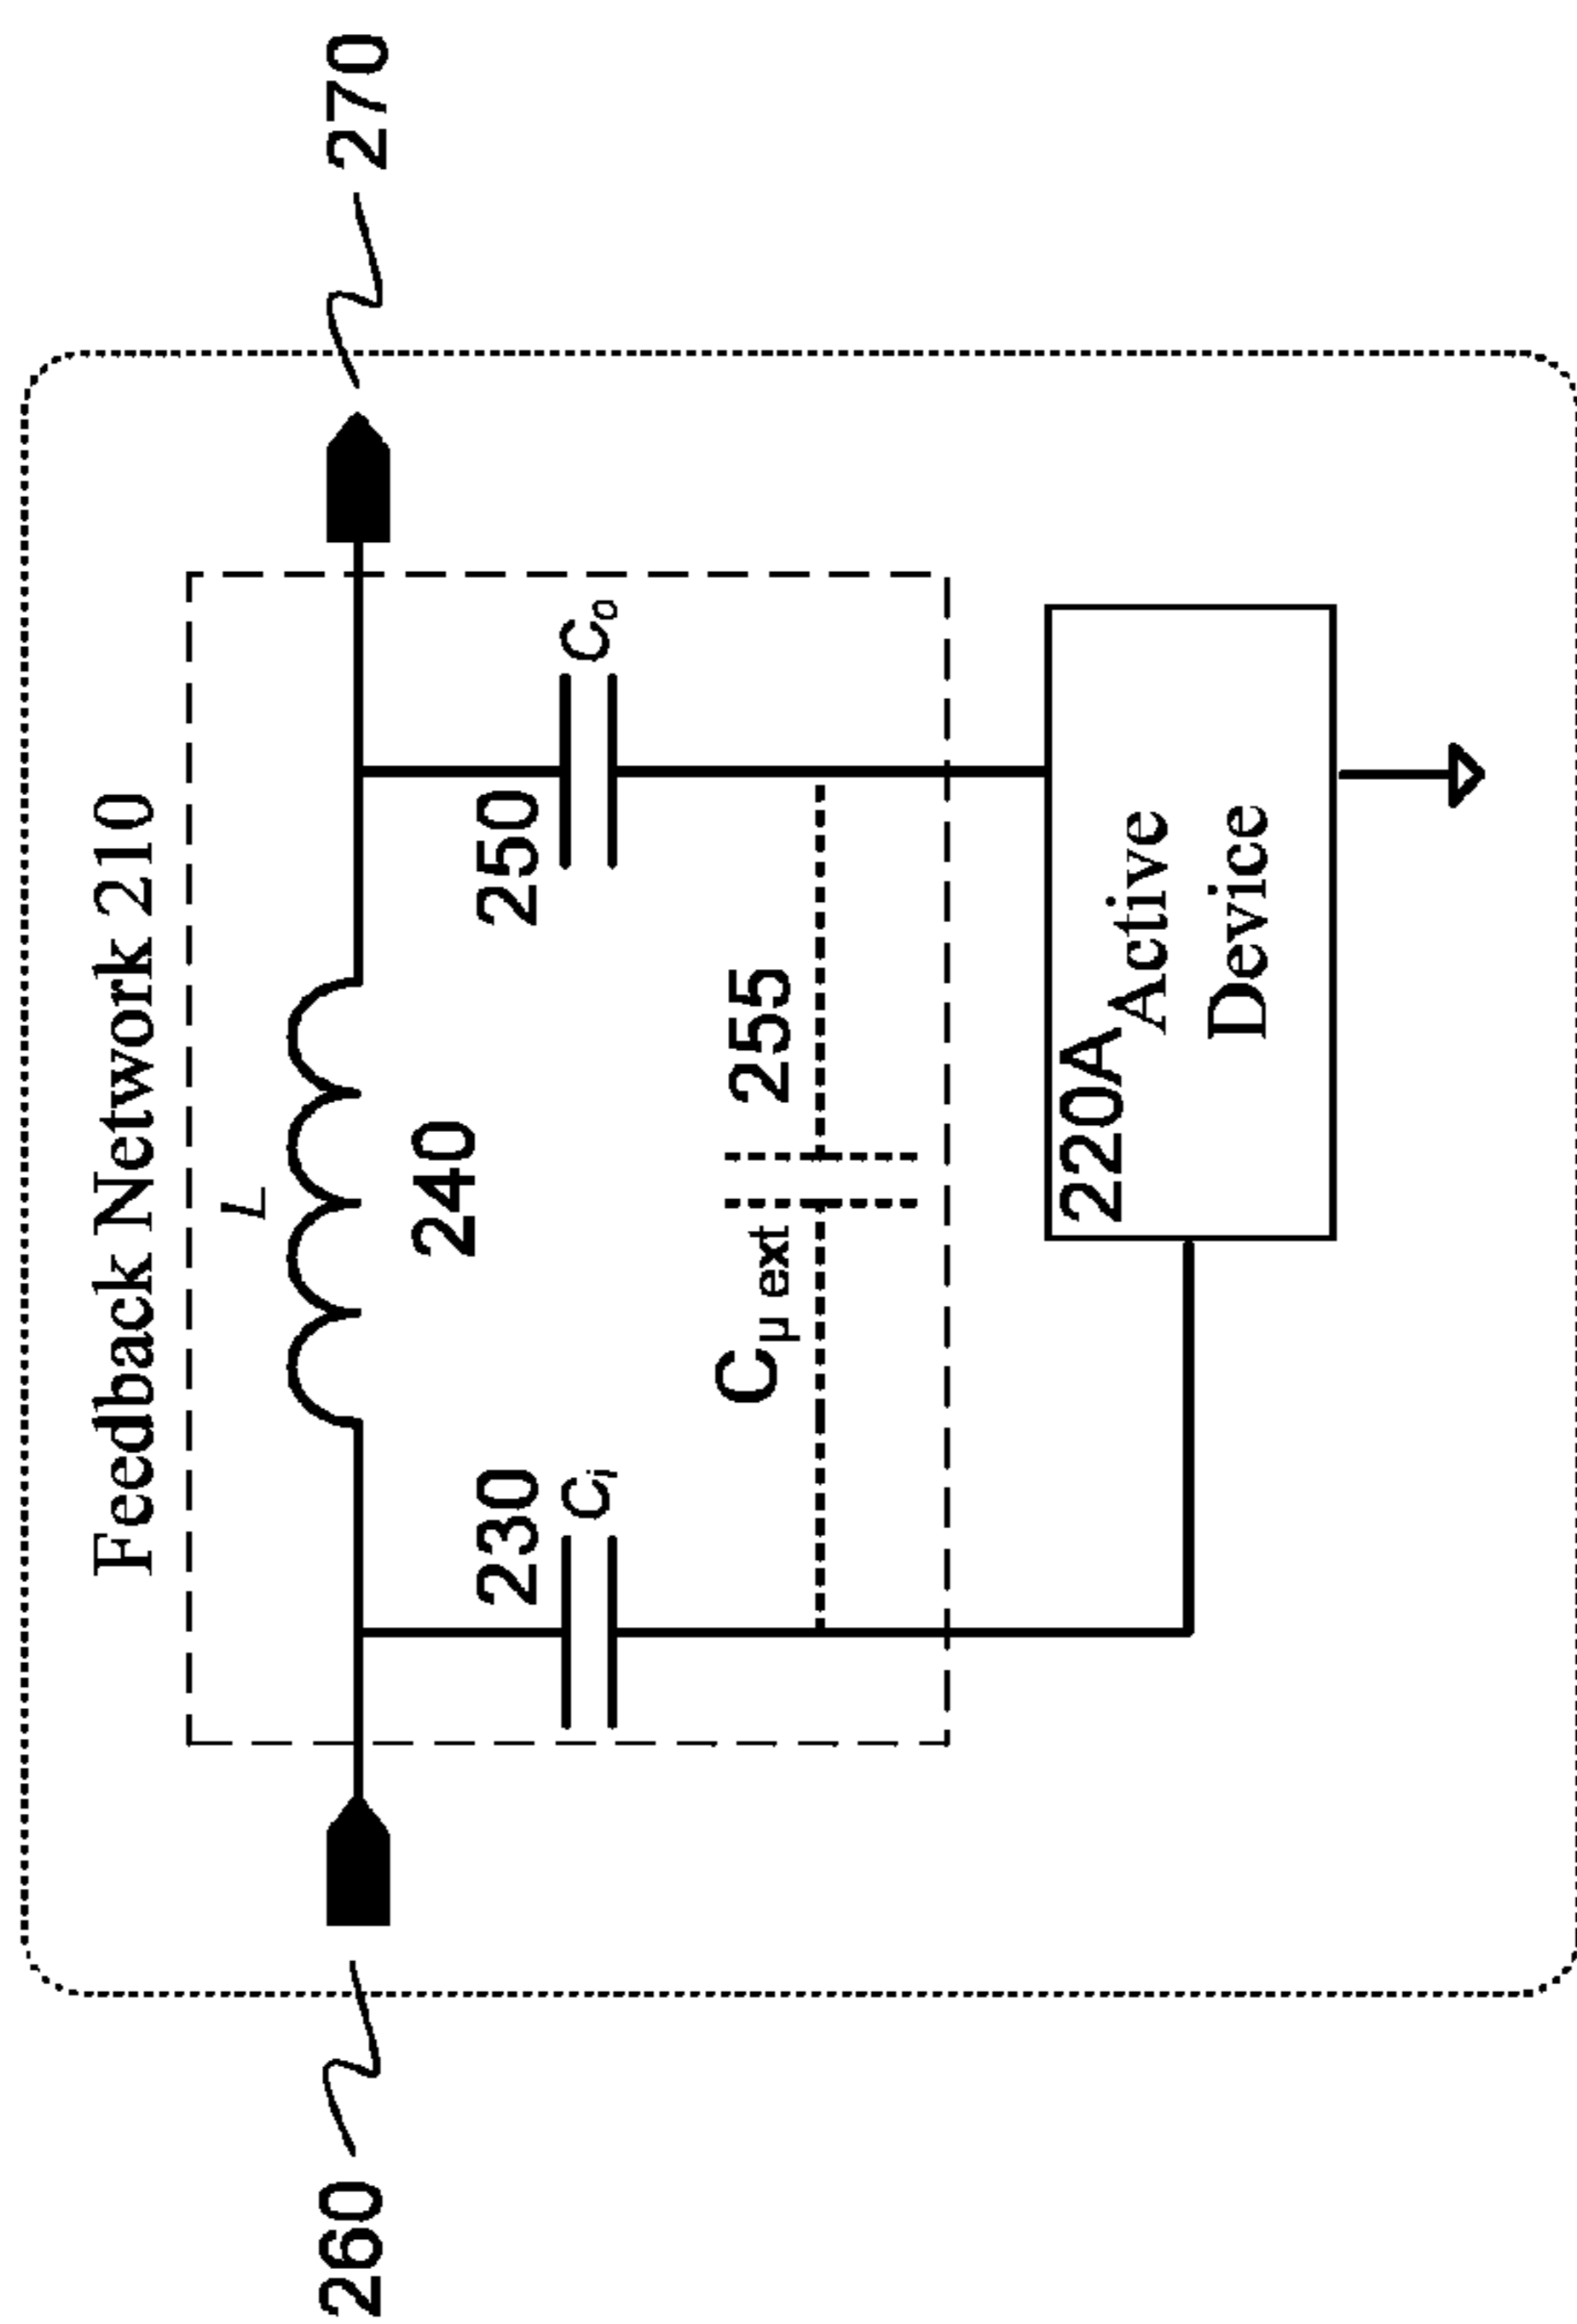 Feedback Network 210
L
240
260
270
230
Ci
250
Co
Cμ ext
255
220A
Active
Device